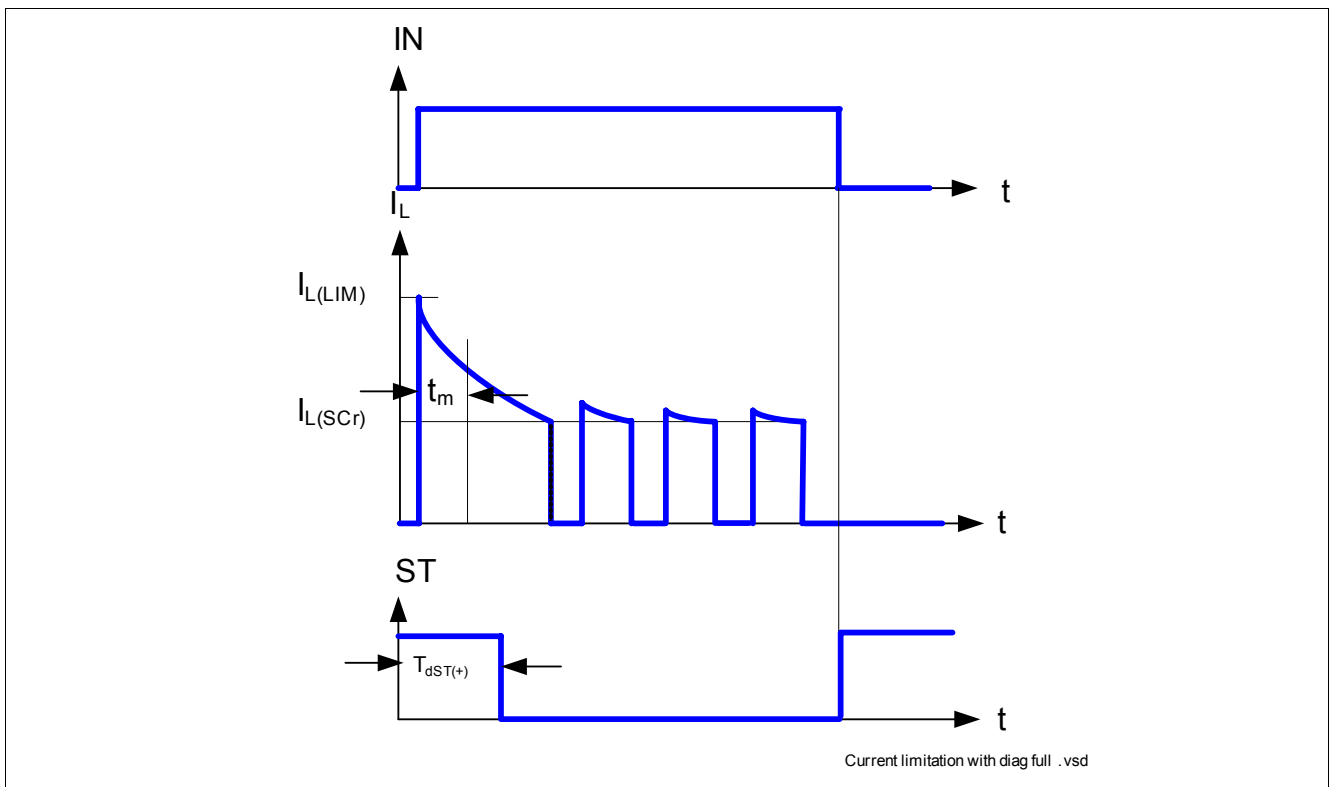 IN
t
I_L
I_L(LIM)
t_m
I_L(SCr)
t
ST
T_dST(+)
t
Current limitation with diag full .vsd